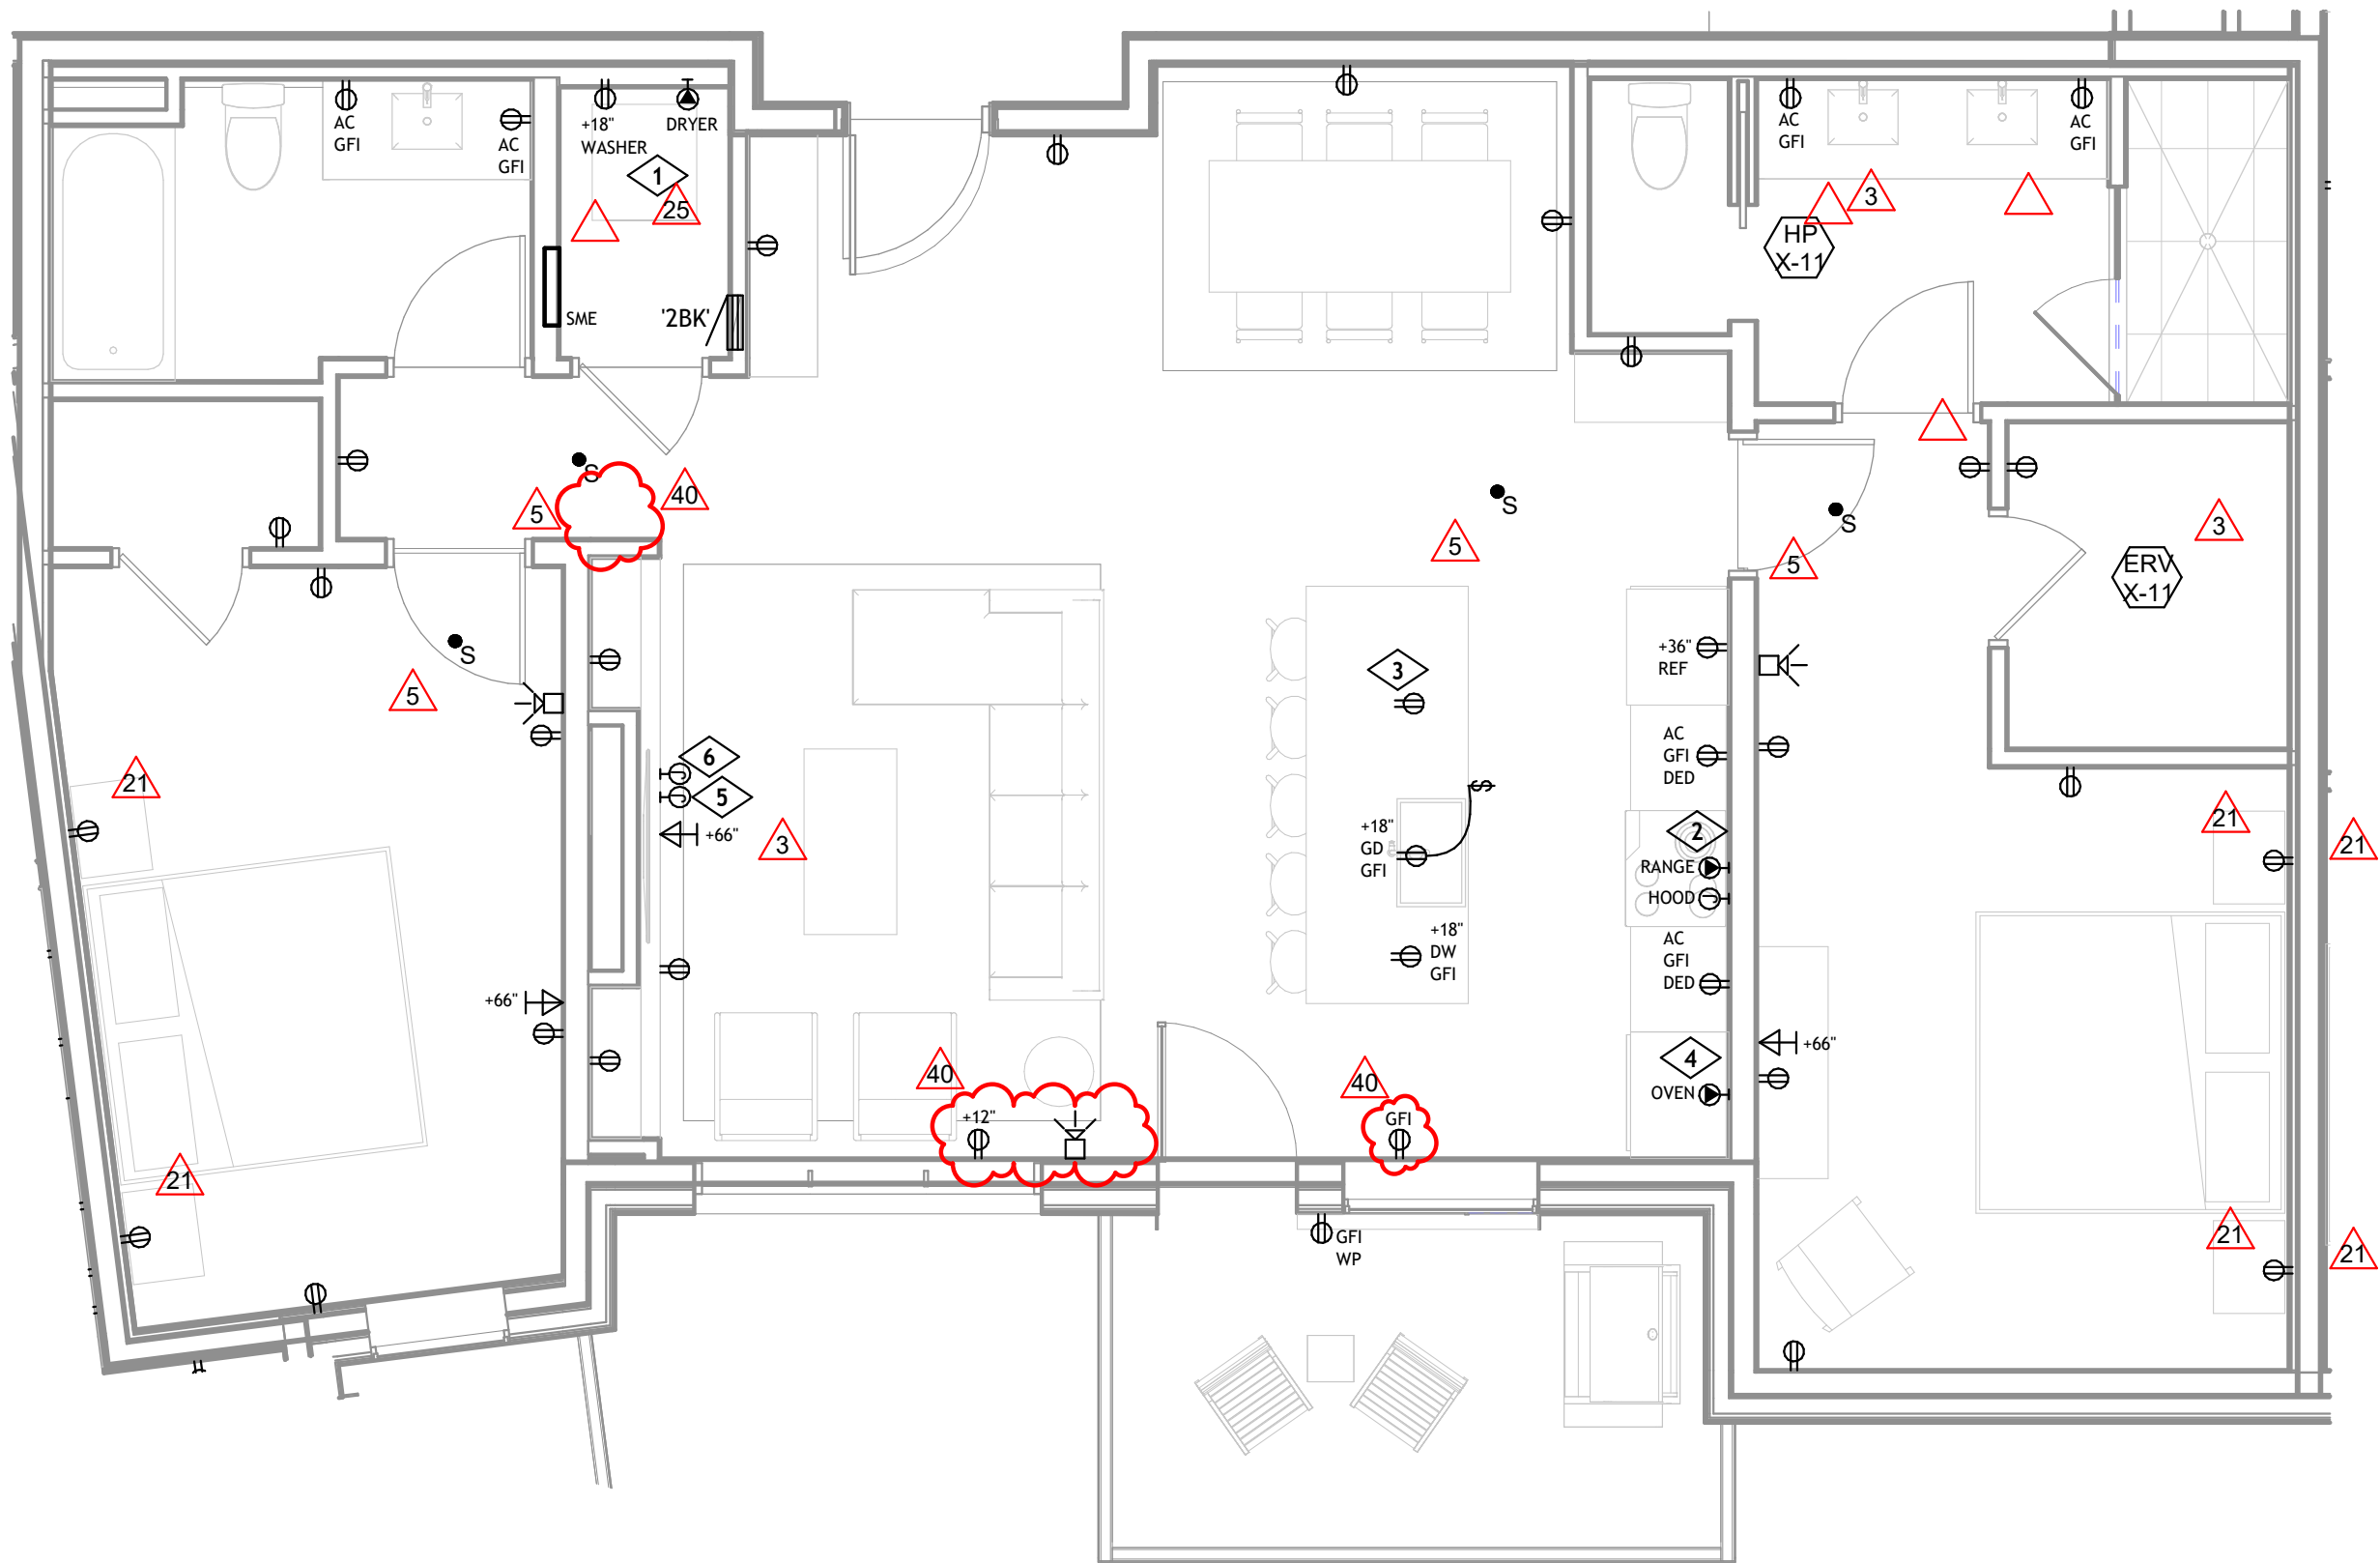 AC
GFI
AC
GFI
+18"
WASHER
DRYER
1
25
SME
'2BK'
AC
GFI
AC
GFI
3
HP
X-11
S
5
40
S
5
S
5
3
ERV
X-11
S
5
21
6
5
+66"
3
3
+36"
REF
AC
GFI
DED
$
+18"
GD
GFI
2
RANGE
HOOD
+18"
DW
GFI
AC
GFI
DED
4
OVEN
21
21
+66"
+66"
40
+12"
40
GFI
21
GFI
WP
21
21